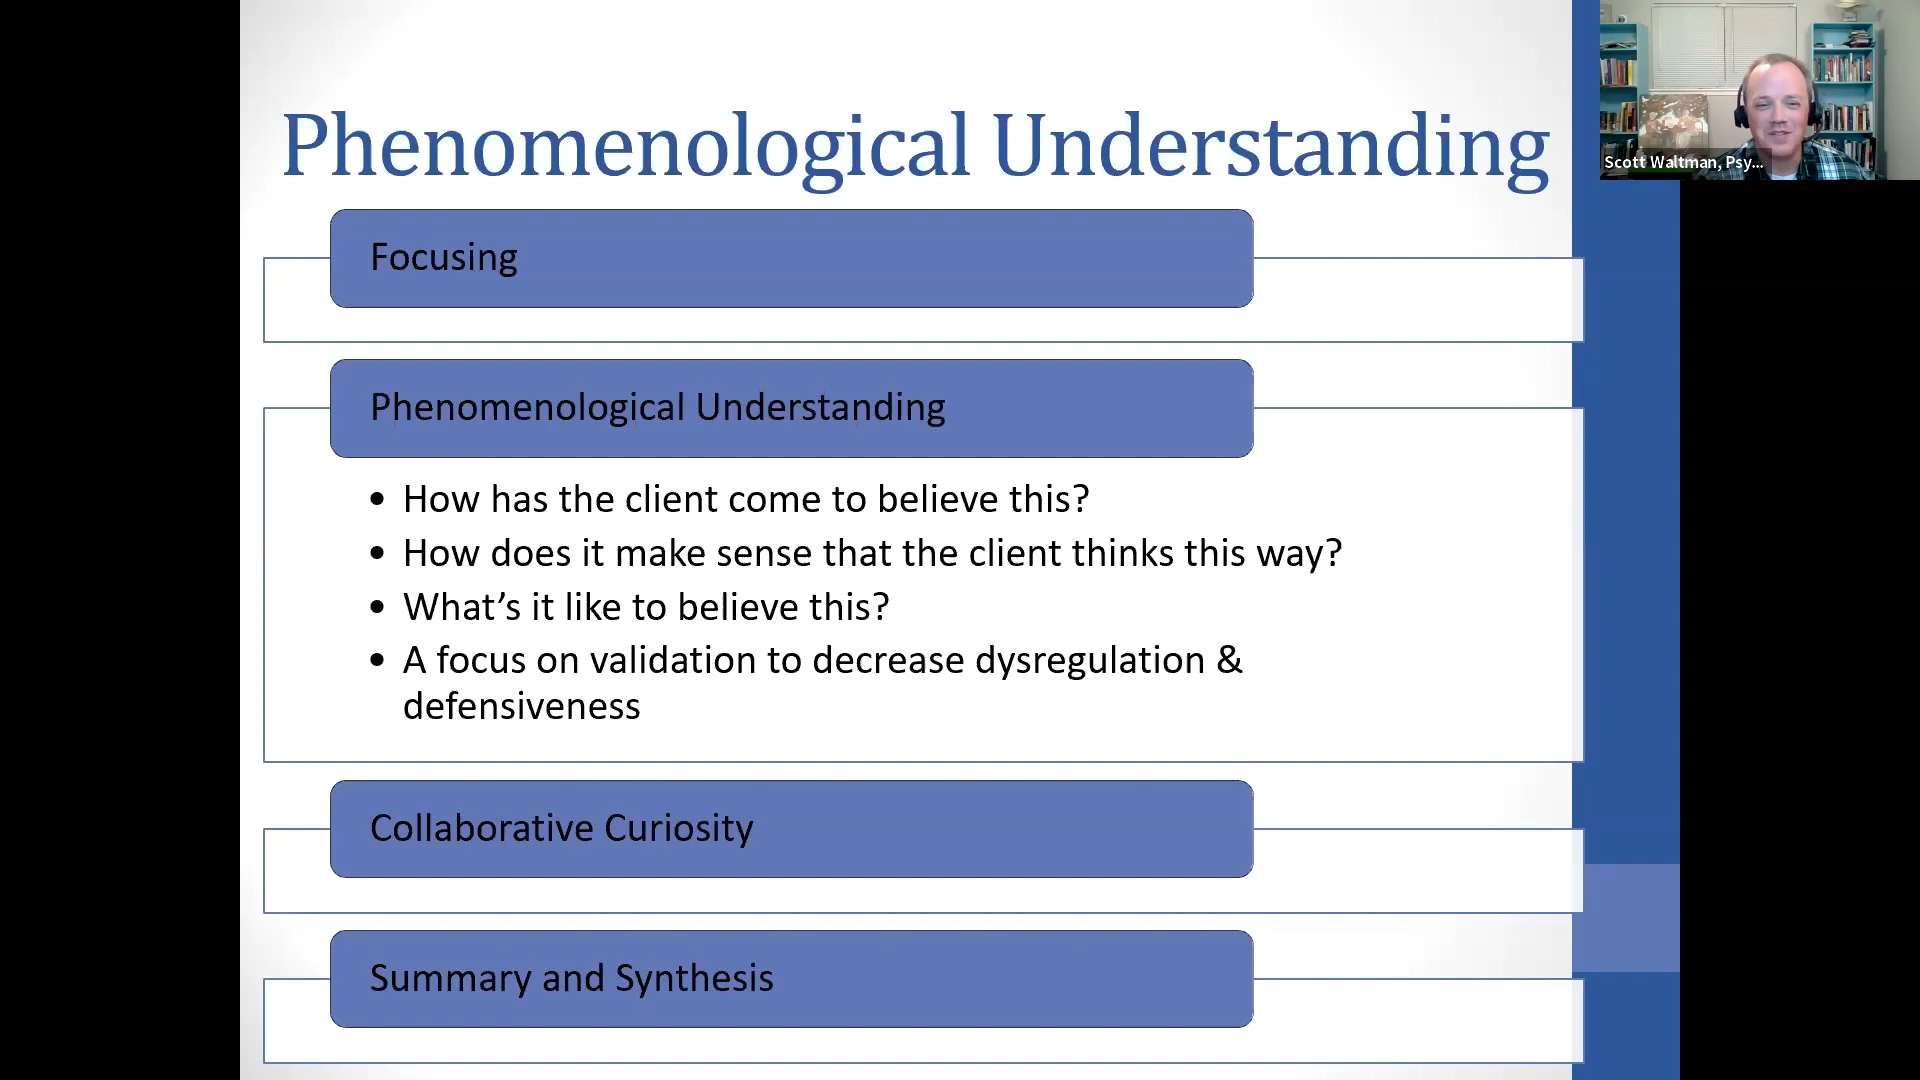 Phenomenological Understanding
Scott Waltman, Psy...
Focusing
Phenomenological Understanding
• How has the client come to believe this?
• How does it make sense that the client thinks this way?
• What’s it like to believe this?
• A focus on validation to decrease dysregulation &
defensiveness
Collaborative Curiosity
Summary and Synthesis